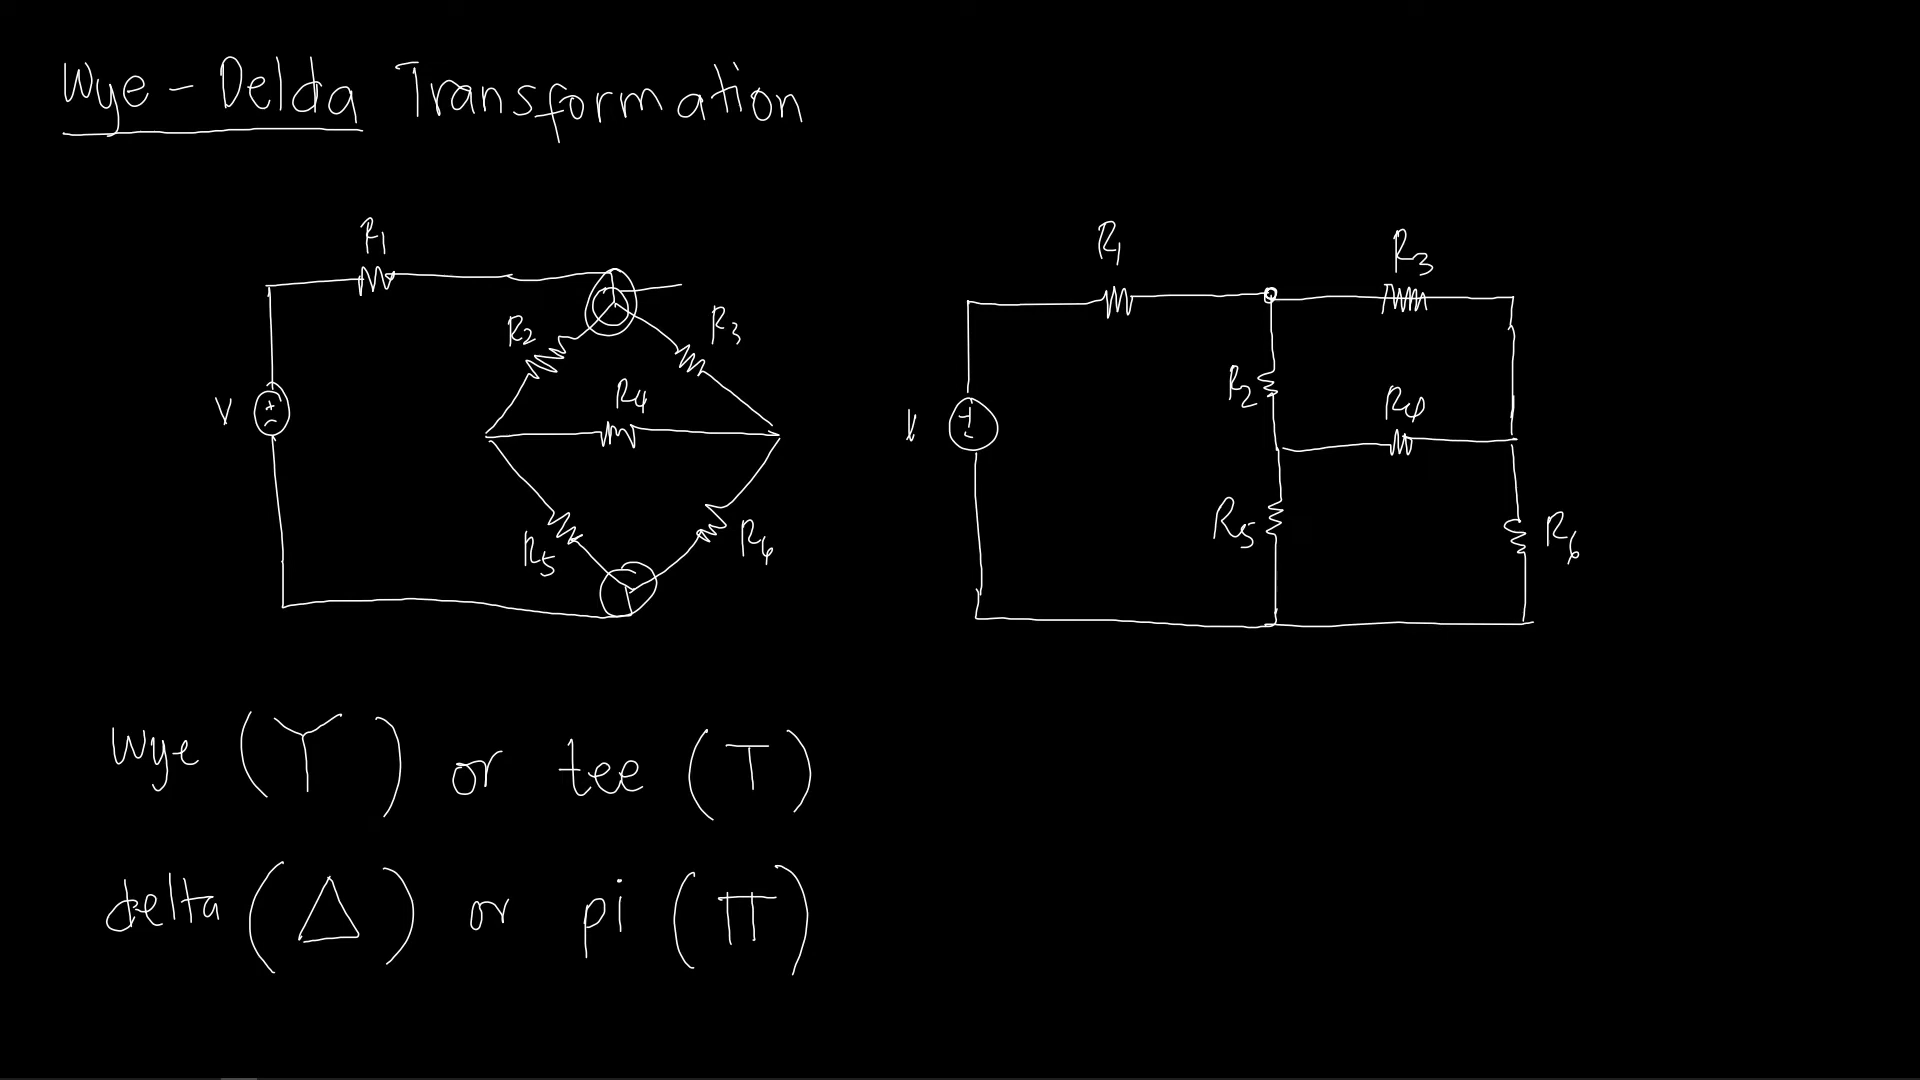 Wye - Delda Transformation
R1
R2
R3
R4
V
R5
R6
R1
R3
R2
R4
V
R5
R6
Wye (Y) or tee (T)
delta (Δ) or pi (π)